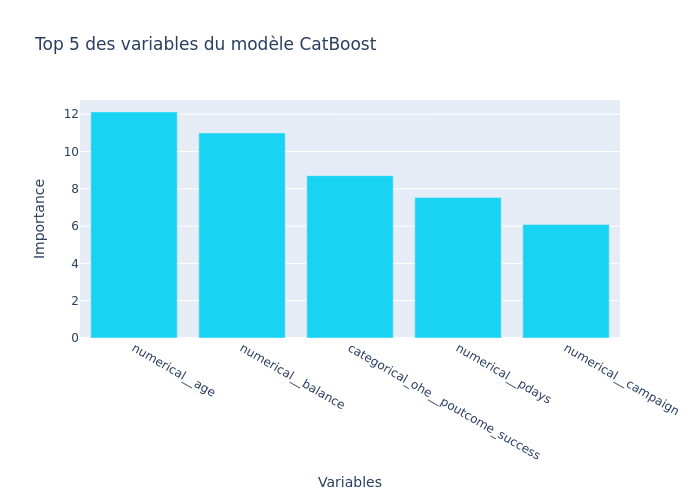 Top 5 des variables du modèle CatBoost
Importance
12
10
8
6
4
2
0
numerical__age
numerical__balance
categorical_ohe__poutcome_success
numerical__pdays
numerical__campaign
Variables